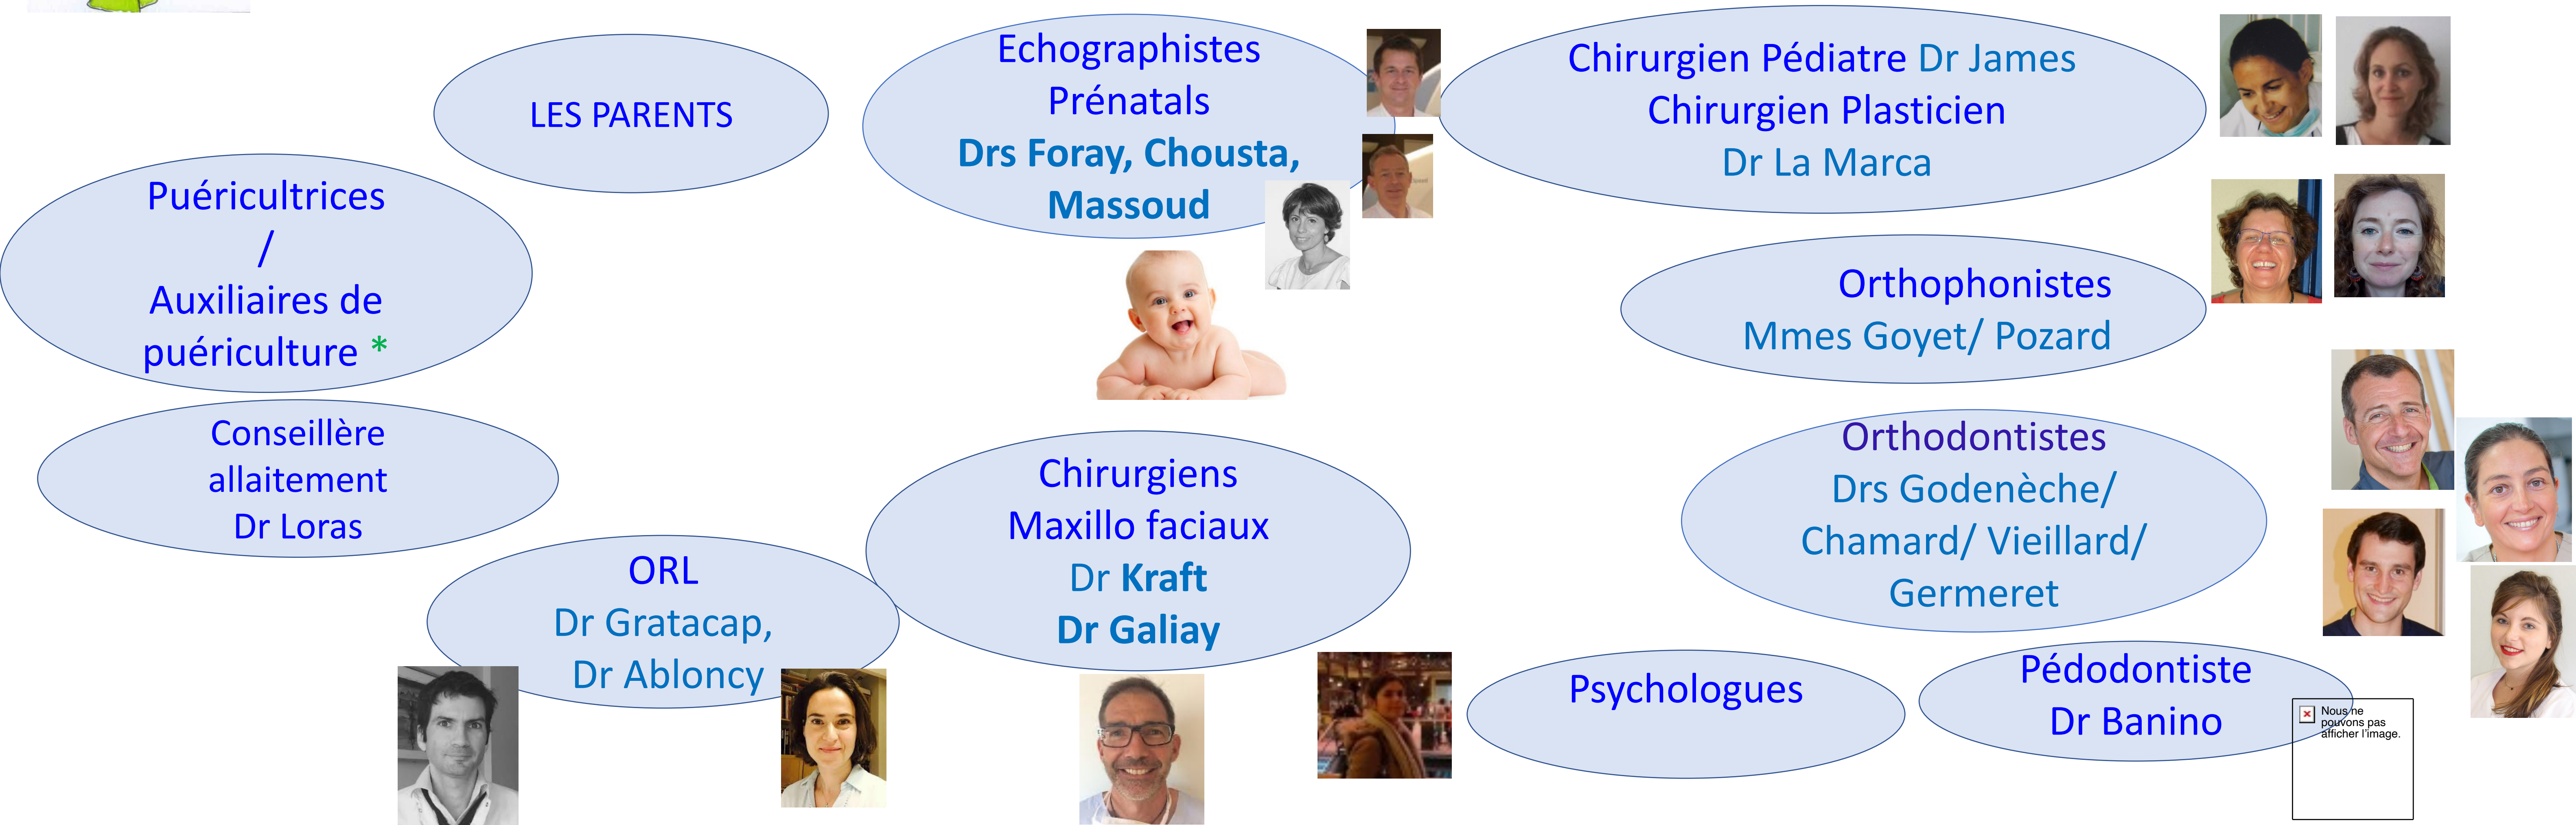 LES PARENTS
Echographistes
Prénatals
Drs Foray, Chousta,
Massoud
Chirurgien Pédiatre Dr James
Chirurgien Plasticien
Dr La Marca
Puéricultrices
/
Auxiliaires de
puériculture *
Orthophonistes
Mmes Goyet/ Pozard
Conseillère
allaitement
Dr Loras
Chirurgiens
Maxillo faciaux
Dr Kraft
Dr Galiay
Orthodontistes
Drs Godenèche/
Chamard/ Vieillard/
Germeret
ORL
Dr Gratacap,
Dr Abloncy
Psychologues
Pédodontiste
Dr Banino
Nous ne
pouvons pas
afficher l'image.